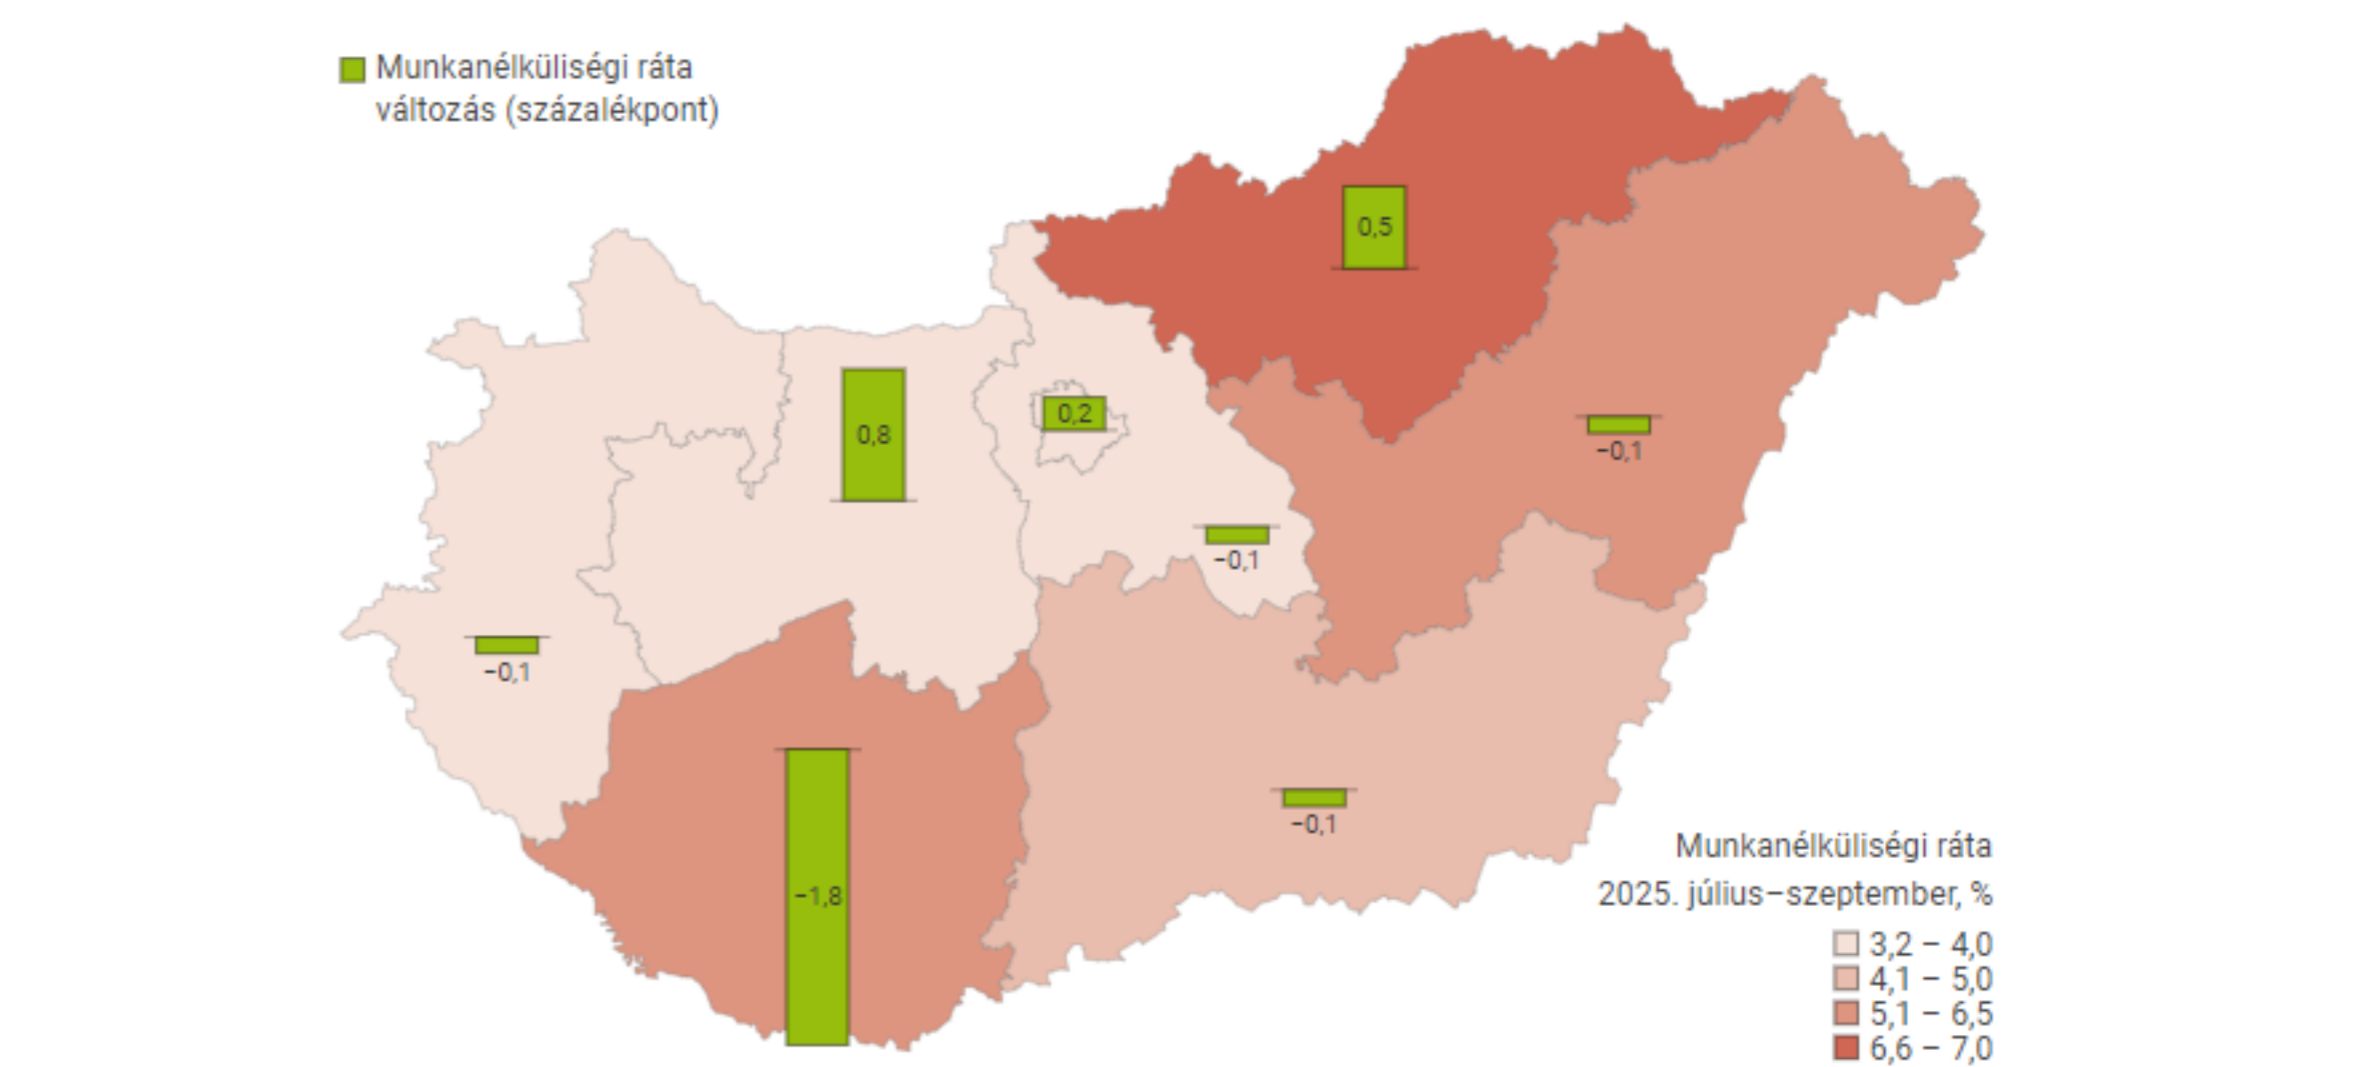 Munkanélküliségi ráta
változás (százalékpont)
0,5
0,8
0,2
−0,1
−0,1
−0,1
−0,1
−1,8
Munkanélküliségi ráta
2025. július–szeptember, %
3,2 – 4,0
4,1 – 5,0
5,1 – 6,5
6,6 – 7,0